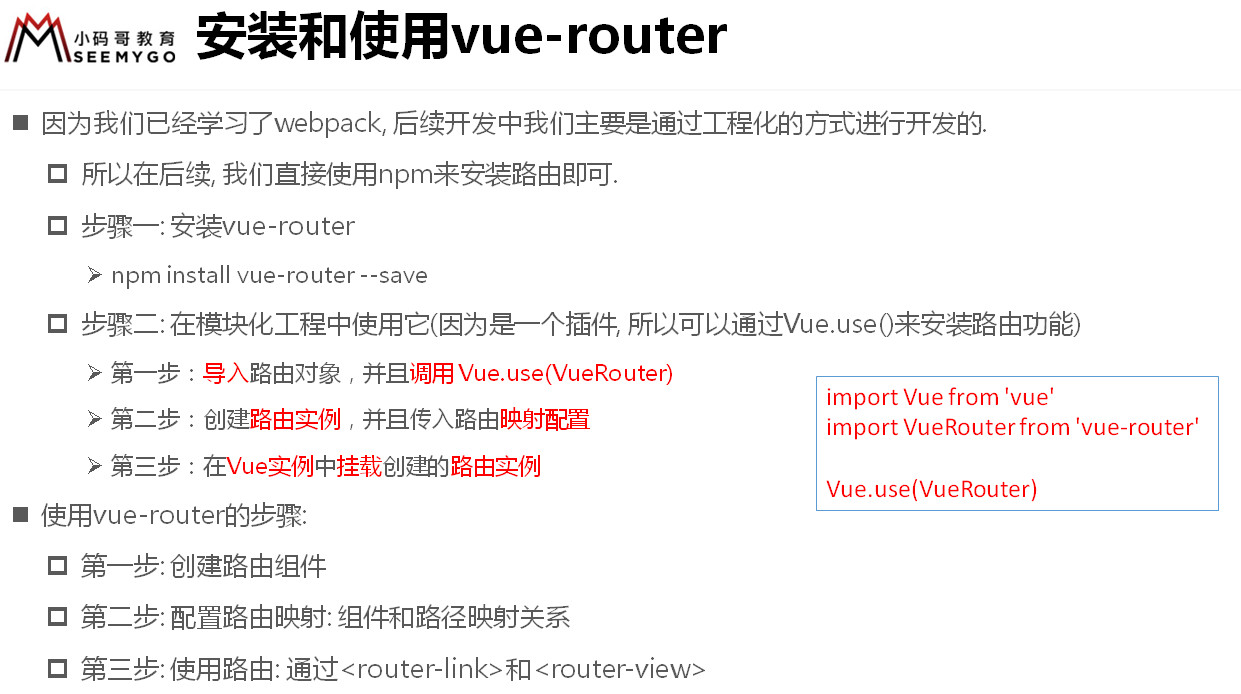 小码哥教育
SEEMYGO
安装和使用vue-router
因为我们已经学习了webpack, 后续开发中我们主要是通过工程化的方式进行开发的.
所以在后续, 我们直接使用npm来安装路由即可.
步骤一: 安装vue-router
npm install vue-router --save
步骤二: 在模块化工程中使用它(因为是一个插件, 所以可以通过Vue.use()来安装路由功能)
第一步：导入路由对象，并且调用 Vue.use(VueRouter)
第二步：创建路由实例，并且传入路由映射配置
第三步：在Vue实例中挂载创建的路由实例
import Vue from 'vue'
import VueRouter from 'vue-router'
Vue.use(VueRouter)
使用vue-router的步骤:
第一步: 创建路由组件
第二步: 配置路由映射: 组件和路径映射关系
第三步: 使用路由: 通过<router-link>和<router-view>